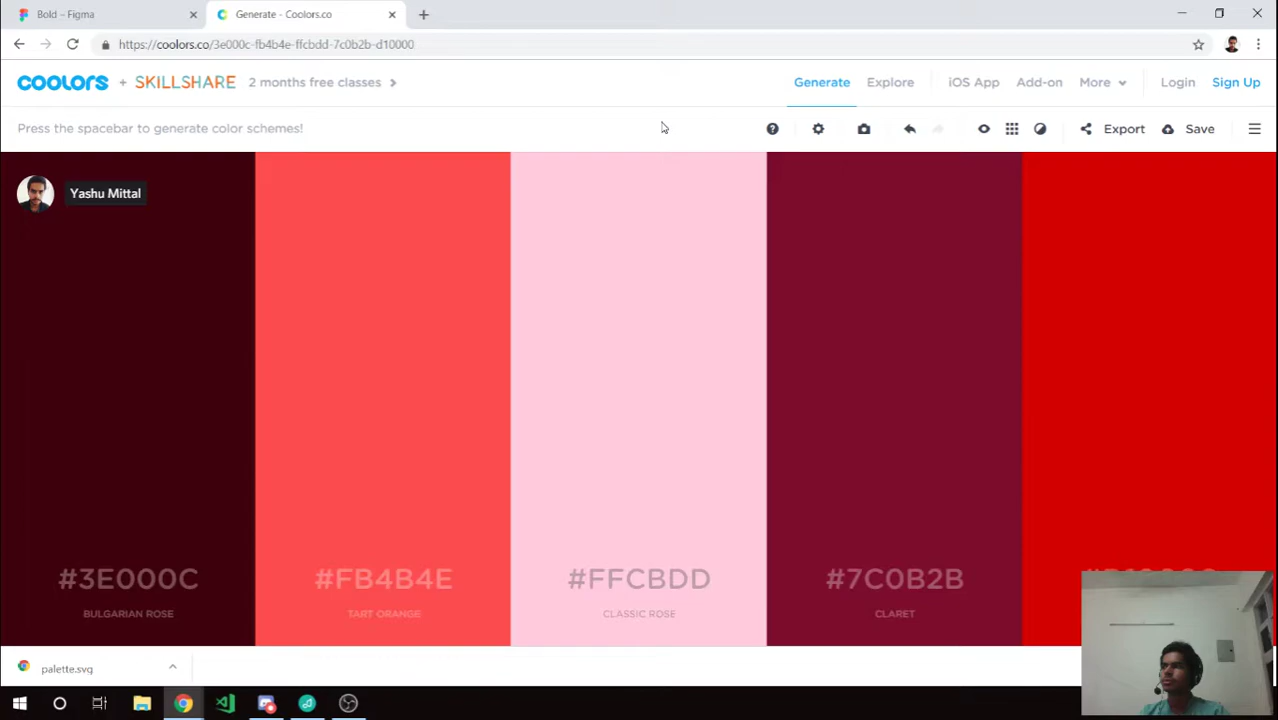 Bold – Figma
Generate - Coolors.co
https://coolors.co/3e000c-fb4b4e-ffcbdd-7c0b2b-d10000
coolors + SKILLSHARE 2 months free classes
Generate Explore iOS App Add-on More Login Sign Up
Press the spacebar to generate color schemes!
Export Save
Yashu Mittal
#3E000C #FB4B4E #FFCBDD #7C0B2B
BULGARIAN ROSE TART ORANGE CLASSIC ROSE CLARET
palette.svg